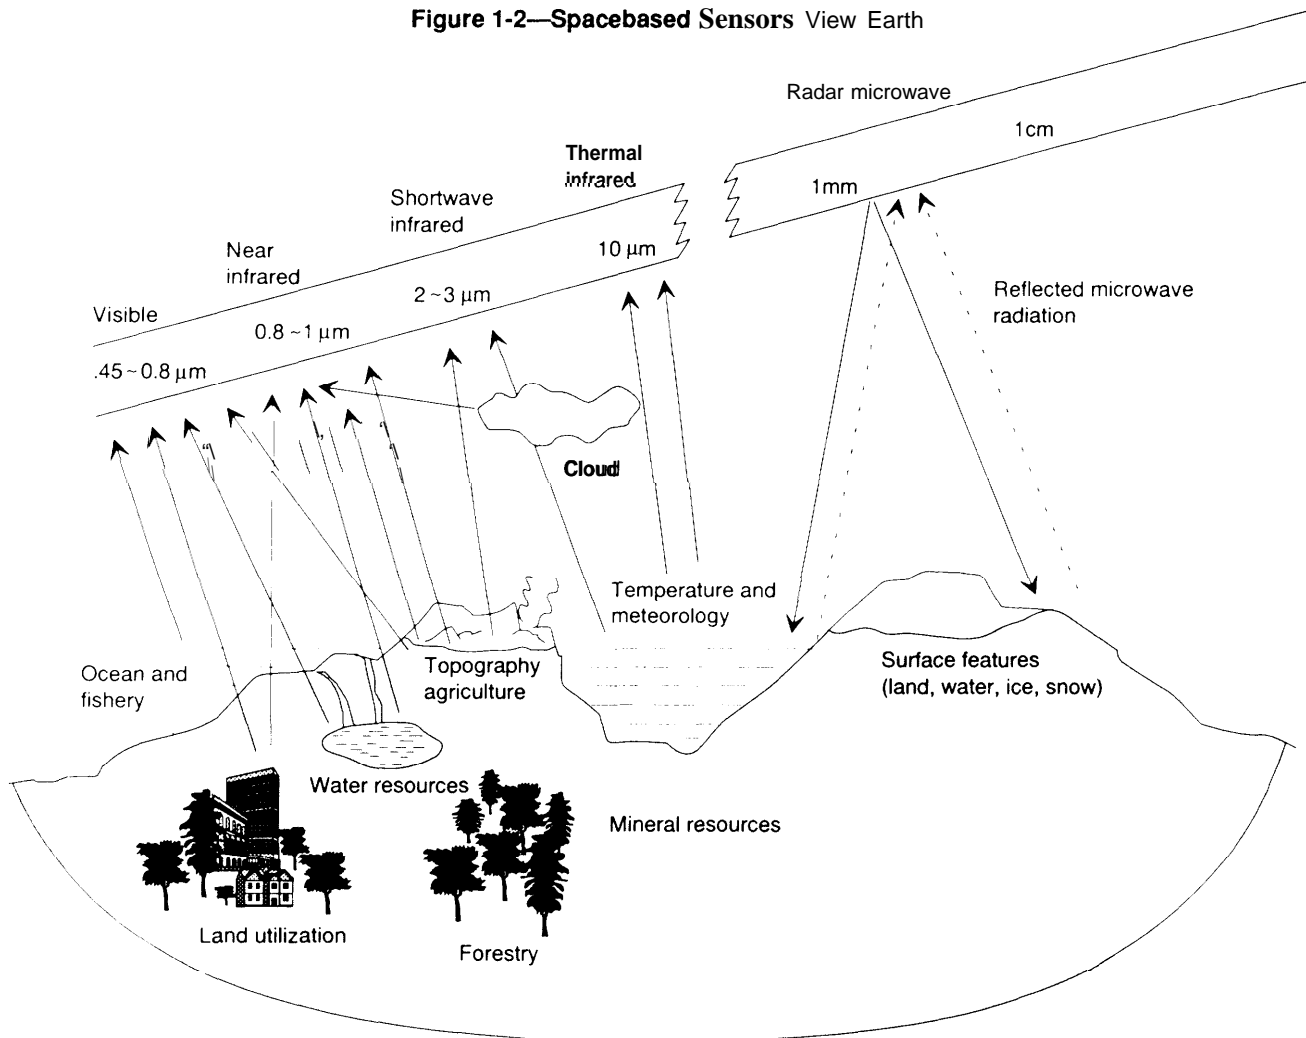 Figure 1-2—Spacebased Sensors View Earth
Radar microwave
1cm
1mm
Thermal
infrared
10 μm
Shortwave
infrared
2~3 μm
Near
infrared
0.8~1 μm
Visible
.45~0.8 μm
Reflected microwave
radiation
Cloud
Temperature and
meteorology
Ocean and
fishery
Topography
agriculture
Surface features
(land, water, ice, snow)
Water resources
Mineral resources
Land utilization
Forestry